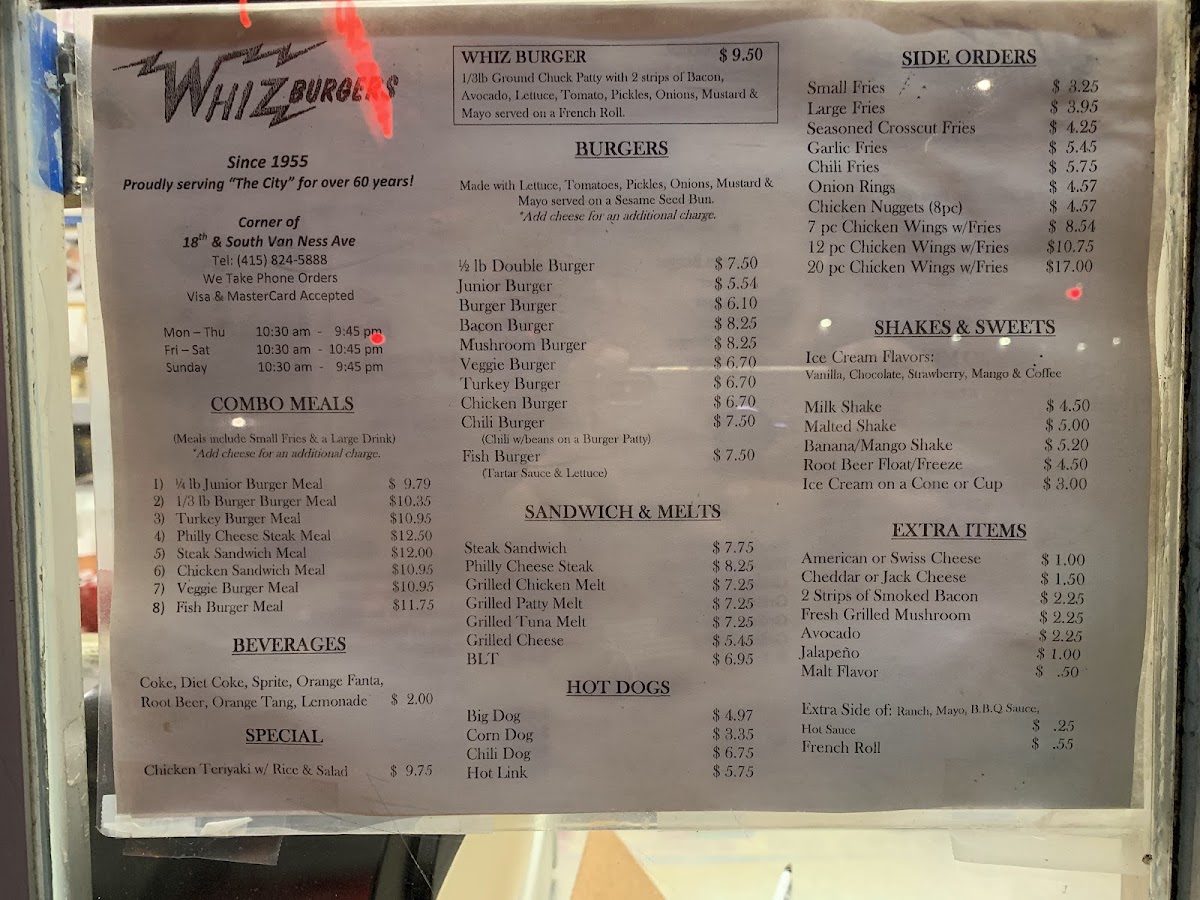 WHIZ BURGERS
Since 1955
Proudly serving "The City" for over 60 years!
Corner of
18th & South Van Ness Ave
Tel: (415) 824-5888
We Take Phone Orders
Visa & MasterCard Accepted
Mon – Thu 10:30 am - 9:45 pm
Fri – Sat 10:30 am - 10:45 pm
Sunday 10:30 am - 9:45 pm
COMBO MEALS
(Meals include Small Fries & a Large Drink)
*Add cheese for an additional charge.
1) ¼ lb Junior Burger Meal $ 9.79
2) 1/3 lb Burger Burger Meal $10.35
3) Turkey Burger Meal $10.95
4) Philly Cheese Steak Meal $12.50
5) Steak Sandwich Meal $12.00
6) Chicken Sandwich Meal $10.95
7) Veggie Burger Meal $10.95
8) Fish Burger Meal $11.75
BEVERAGES
Coke, Diet Coke, Sprite, Orange Fanta,
Root Beer, Orange Tang, Lemonade $ 2.00
SPECIAL
Chicken Teriyaki w/ Rice & Salad $ 9.75
WHIZ BURGER $ 9.50
1/3lb Ground Chuck Patty with 2 strips of Bacon,
Avocado, Lettuce, Tomato, Pickles, Onions, Mustard &
Mayo served on a French Roll.
BURGERS
Made with Lettuce, Tomatoes, Pickles, Onions, Mustard &
Mayo served on a Sesame Seed Bun.
*Add cheese for an additional charge.
½ lb Double Burger $ 7.50
Junior Burger $ 5.54
Burger Burger $ 6.10
Bacon Burger $ 8.25
Mushroom Burger $ 8.25
Veggie Burger $ 6.70
Turkey Burger $ 6.70
Chicken Burger $ 6.70
Chili Burger $ 7.50
(Chili w/beans on a Burger Patty)
Fish Burger $ 7.50
(Tartar Sauce & Lettuce)
SANDWICH & MELTS
Steak Sandwich $ 7.75
Philly Cheese Steak $ 8.25
Grilled Chicken Melt $ 7.25
Grilled Patty Melt $ 7.25
Grilled Tuna Melt $ 7.25
Grilled Cheese $ 5.45
BLT $ 6.95
HOT DOGS
Big Dog $ 4.97
Corn Dog $ 3.35
Chili Dog $ 6.75
Hot Link $ 5.75
SIDE ORDERS
Small Fries $ 3.25
Large Fries $ 3.95
Seasoned Crosscut Fries $ 4.25
Garlic Fries $ 5.45
Chili Fries $ 5.75
Onion Rings $ 4.57
Chicken Nuggets (8pc) $ 4.57
7 pc Chicken Wings w/Fries $ 8.54
12 pc Chicken Wings w/Fries $10.75
20 pc Chicken Wings w/Fries $17.00
SHAKES & SWEETS
Ice Cream Flavors:
Vanilla, Chocolate, Strawberry, Mango & Coffee
Milk Shake $ 4.50
Malted Shake $ 5.00
Banana/Mango Shake $ 5.20
Root Beer Float/Freeze $ 4.50
Ice Cream on a Cone or Cup $ 3.00
EXTRA ITEMS
American or Swiss Cheese $ 1.00
Cheddar or Jack Cheese $ 1.50
2 Strips of Smoked Bacon $ 2.25
Fresh Grilled Mushroom $ 2.25
Avocado $ 2.25
Jalapeño $ 1.00
Malt Flavor $ .50
Extra Side of: Ranch, Mayo, B.B.Q Sauce,
Hot Sauce $ .25
French Roll $ .55